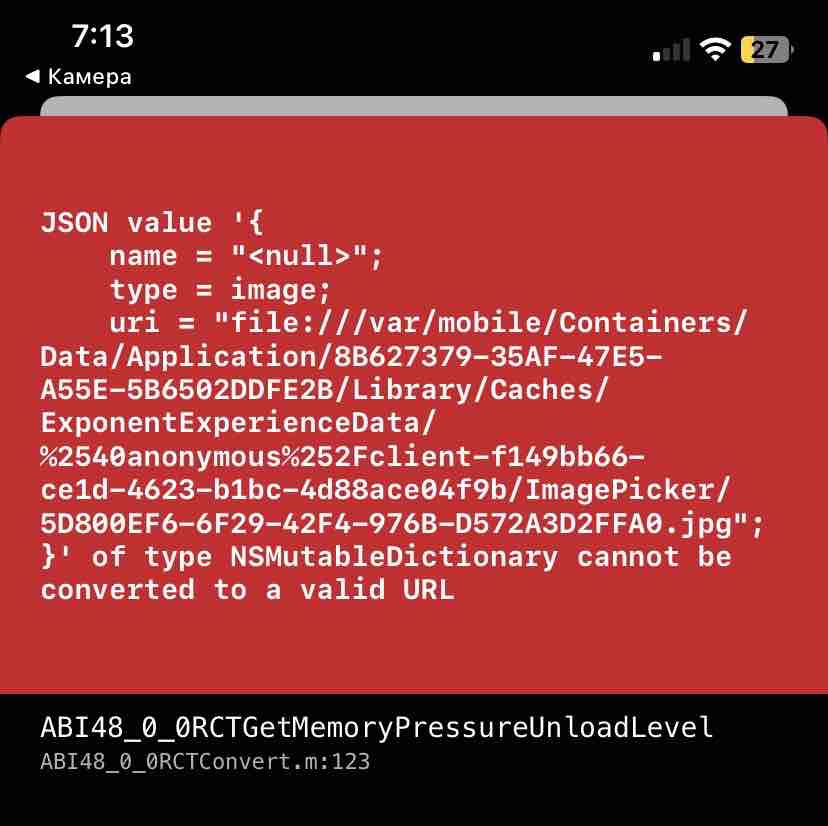 7:13
27
◀ Камера
JSON value '{
    name = "<null>";
    type = image;
    uri = "file:///var/mobile/Containers/
Data/Application/8B627379-35AF-47E5-
A55E-5B6502DDFE2B/Library/Caches/
ExponentExperienceData/
%2540anonymous%252Fclient-f149bb66-
ce1d-4623-b1bc-4d88ace04f9b/ImagePicker/
5D800EF6-6F29-42F4-976B-D572A3D2FFA0.jpg";
}' of type NSMutableDictionary cannot be
converted to a valid URL
ABI48_0_0RCTGetMemoryPressureUnloadLevel
ABI48_0_0RCTConvert.m:123